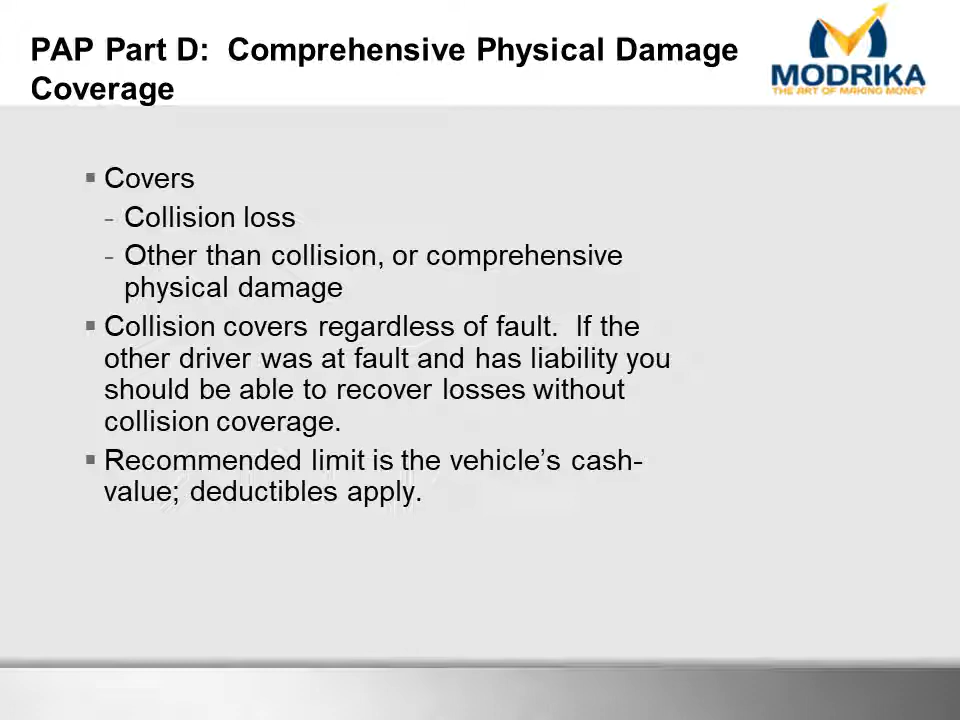 PAP Part D:  Comprehensive Physical Damage
Coverage
MODRIKA
THE ART OF MAKING MONEY
▪ Covers
- Collision loss
- Other than collision, or comprehensive
physical damage
▪ Collision covers regardless of fault.  If the
other driver was at fault and has liability you
should be able to recover losses without
collision coverage.
▪ Recommended limit is the vehicle’s cash-
value; deductibles apply.